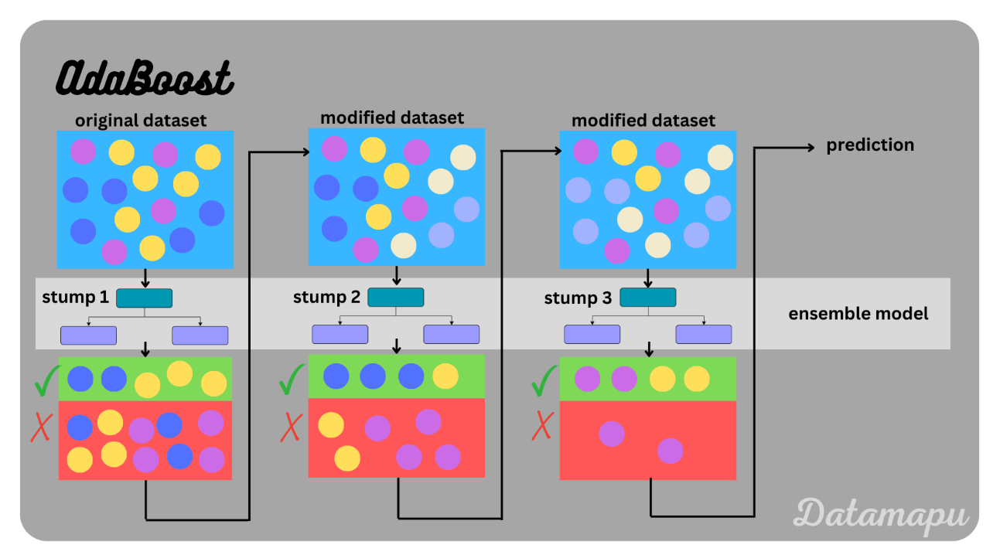 AdaBoost
original dataset
modified dataset
modified dataset
prediction
stump 1
stump 2
stump 3
ensemble model
Datamapu